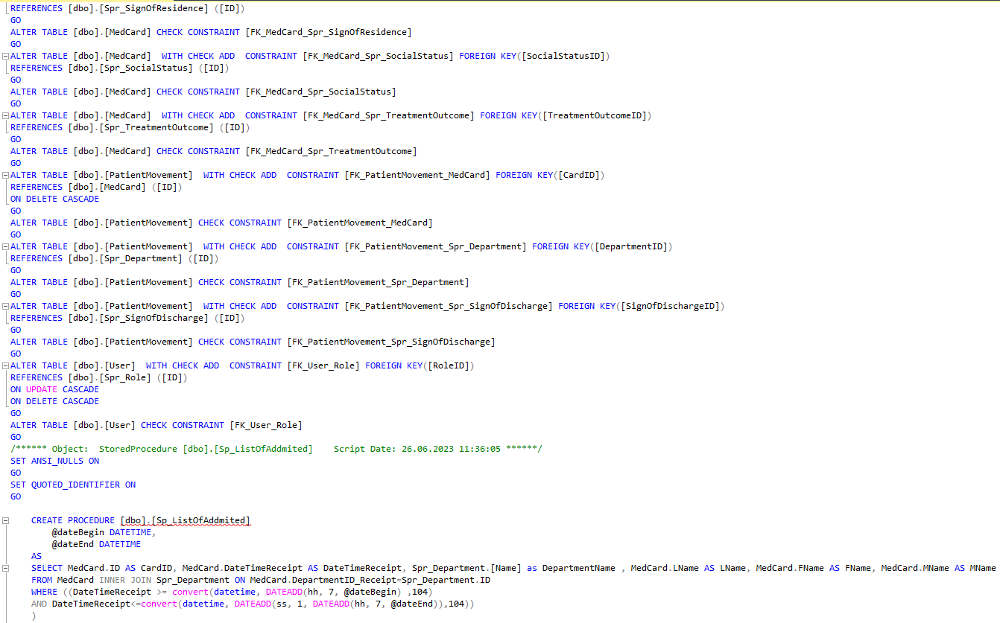 REFERENCES [dbo].[Spr_SignOfResidence] ([ID])
GO
ALTER TABLE [dbo].[MedCard] CHECK CONSTRAINT [FK_MedCard_Spr_SignOfResidence]
GO
ALTER TABLE [dbo].[MedCard]  WITH CHECK ADD  CONSTRAINT [FK_MedCard_Spr_SocialStatus] FOREIGN KEY([SocialStatusID])
REFERENCES [dbo].[Spr_SocialStatus] ([ID])
GO
ALTER TABLE [dbo].[MedCard] CHECK CONSTRAINT [FK_MedCard_Spr_SocialStatus]
GO
ALTER TABLE [dbo].[MedCard]  WITH CHECK ADD  CONSTRAINT [FK_MedCard_Spr_TreatmentOutcome] FOREIGN KEY([TreatmentOutcomeID])
REFERENCES [dbo].[Spr_TreatmentOutcome] ([ID])
GO
ALTER TABLE [dbo].[MedCard] CHECK CONSTRAINT [FK_MedCard_Spr_TreatmentOutcome]
GO
ALTER TABLE [dbo].[PatientMovement]  WITH CHECK ADD  CONSTRAINT [FK_PatientMovement_MedCard] FOREIGN KEY([CardID])
REFERENCES [dbo].[MedCard] ([ID])
ON DELETE CASCADE
GO
ALTER TABLE [dbo].[PatientMovement] CHECK CONSTRAINT [FK_PatientMovement_MedCard]
GO
ALTER TABLE [dbo].[PatientMovement]  WITH CHECK ADD  CONSTRAINT [FK_PatientMovement_Spr_Department] FOREIGN KEY([DepartmentID])
REFERENCES [dbo].[Spr_Department] ([ID])
GO
ALTER TABLE [dbo].[PatientMovement] CHECK CONSTRAINT [FK_PatientMovement_Spr_Department]
GO
ALTER TABLE [dbo].[PatientMovement]  WITH CHECK ADD  CONSTRAINT [FK_PatientMovement_Spr_SignOfDischarge] FOREIGN KEY([SignOfDischargeID])
REFERENCES [dbo].[Spr_SignOfDischarge] ([ID])
GO
ALTER TABLE [dbo].[PatientMovement] CHECK CONSTRAINT [FK_PatientMovement_Spr_SignOfDischarge]
GO
ALTER TABLE [dbo].[User]  WITH CHECK ADD  CONSTRAINT [FK_User_Role] FOREIGN KEY([RoleID])
REFERENCES [dbo].[Spr_Role] ([ID])
ON UPDATE CASCADE
ON DELETE CASCADE
GO
ALTER TABLE [dbo].[User] CHECK CONSTRAINT [FK_User_Role]
GO
/****** Object:  StoredProcedure [dbo].[Sp_ListOfAddmited]    Script Date: 26.06.2023 11:36:05 ******/
SET ANSI_NULLS ON
GO
SET QUOTED_IDENTIFIER ON
GO
CREATE PROCEDURE [dbo].[Sp_ListOfAddmited]
@dateBegin DATETIME,
@dateEnd DATETIME
AS
SELECT MedCard.ID AS CardID, MedCard.DateTimeReceipt AS DateTimeReceipt, Spr_Department.[Name] as DepartmentName , MedCard.LName AS LName, MedCard.FName AS FName, MedCard.MName AS MName
FROM MedCard INNER JOIN Spr_Department ON MedCard.DepartmentID_Receipt=Spr_Department.ID
WHERE ((DateTimeReceipt >= convert(datetime, DATEADD(hh, 7, @dateBegin) ,104)
AND DateTimeReceipt<=convert(datetime, DATEADD(ss, 1, DATEADD(hh, 7, @dateEnd)),104))
)